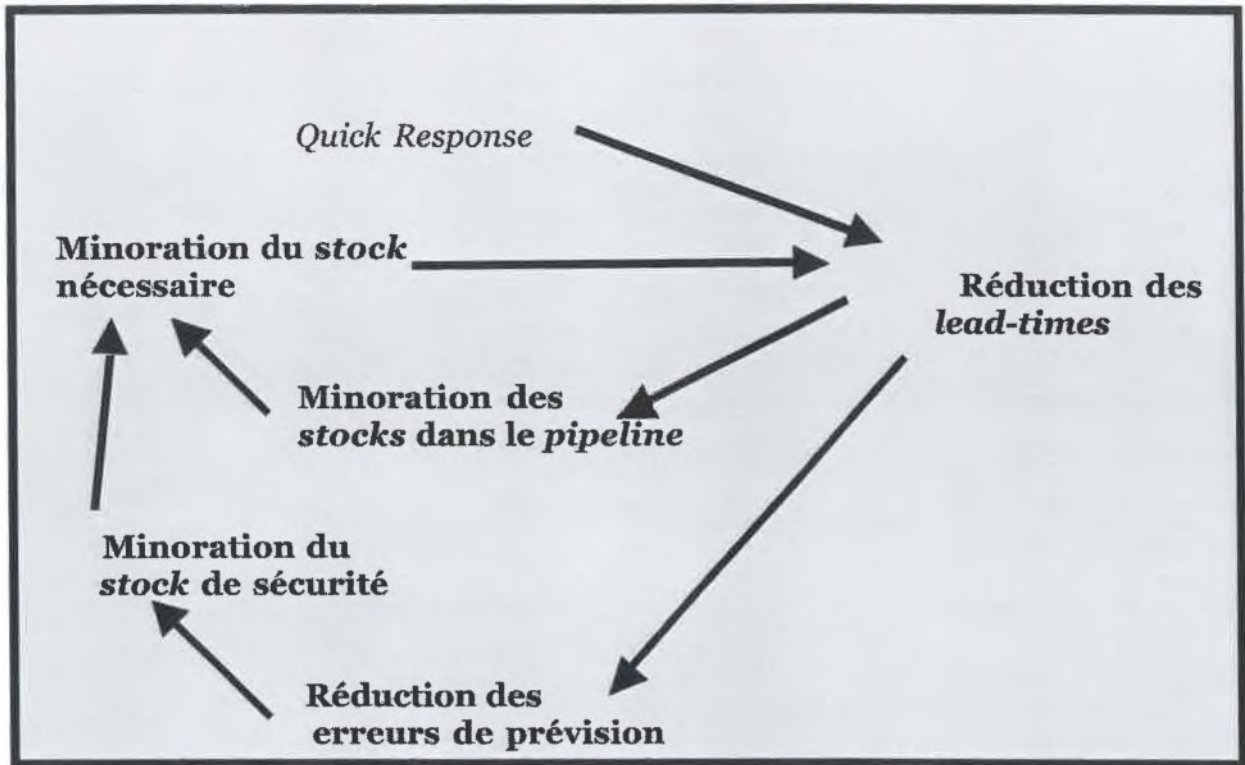 Quick Response
Minoration du stock
nécessaire
Réduction des
lead-times
Minoration des
stocks dans le pipeline
Minoration du
stock de sécurité
Réduction des
erreurs de prévision